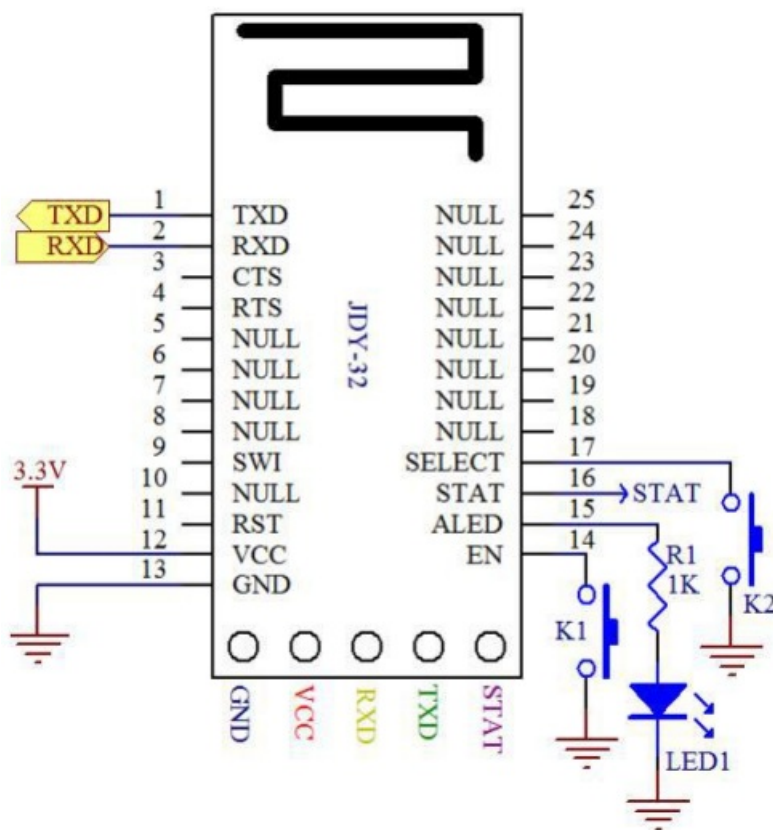 TXD 1 TXD
RXD 2 RXD
3 CTS
4 RTS
5 NULL
6 NULL
7 NULL
8 NULL
9 SWI
10 NULL
11 RST
12 VCC
13 GND
3.3V
JDY-32
NULL 25
NULL 24
NULL 23
NULL 22
NULL 21
NULL 20
NULL 19
NULL 18
SELECT 17
STAT 16 STAT
ALED 15
EN 14
R1
1K
K2
K1
LED1
GND
VCC
RXD
TXD
STAT